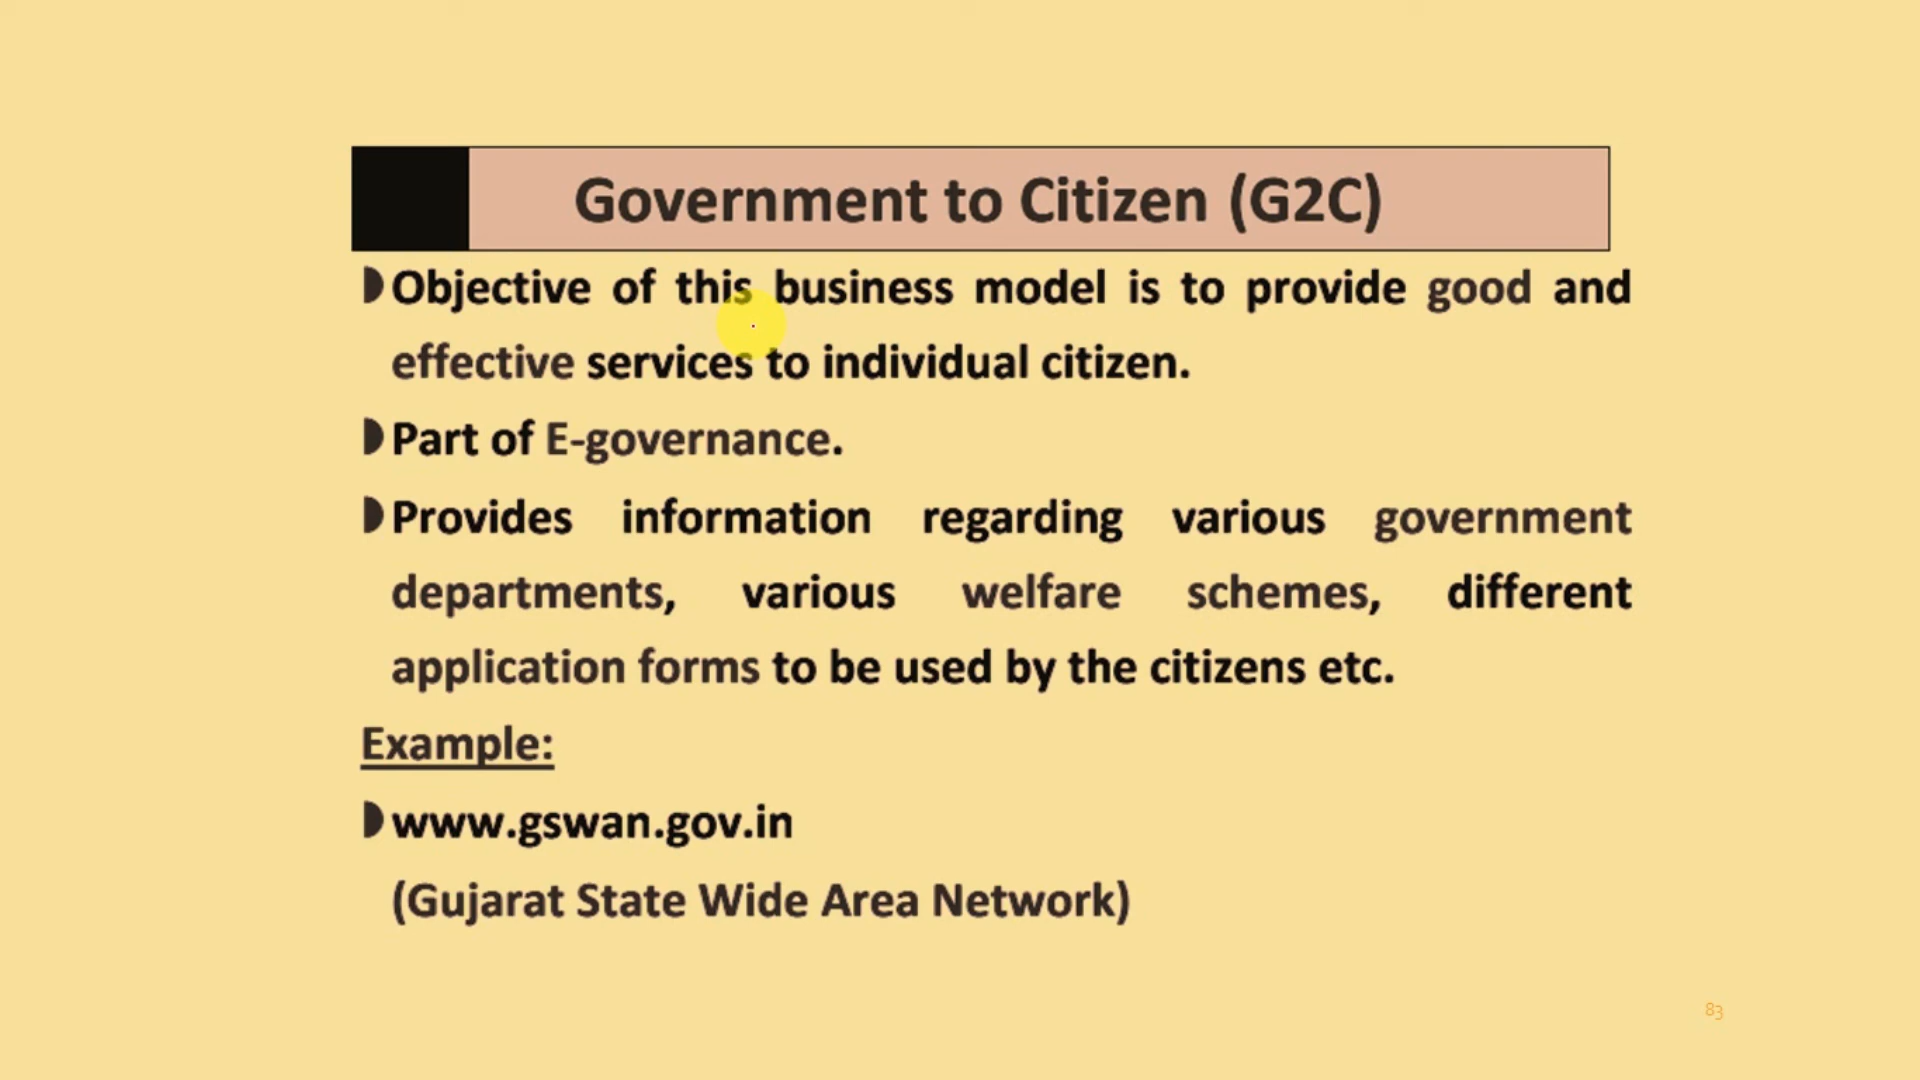 Government to Citizen (G2C)
Objective of this business model is to provide good and
effective services to individual citizen.
Part of E-governance.
Provides information regarding various government
departments, various welfare schemes, different
application forms to be used by the citizens etc.
Example:
www.gswan.gov.in
(Gujarat State Wide Area Network)
83